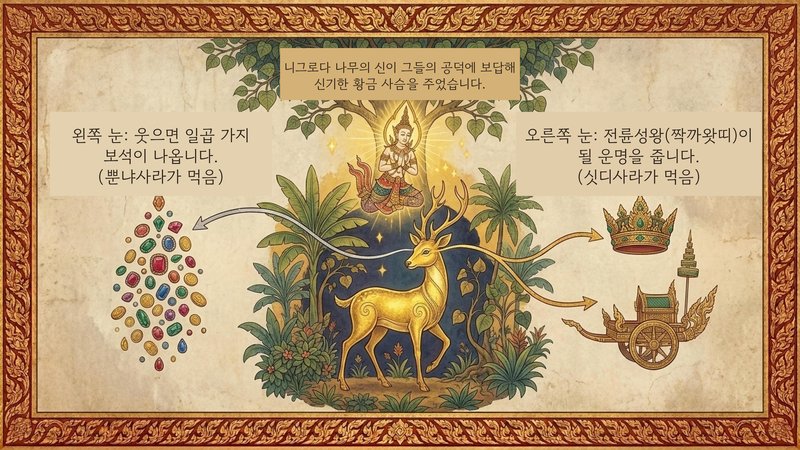 니그로다 나무의 신이 그들의 공덕에 보답해
신기한 황금 사슴을 주었습니다.
왼쪽 눈: 웃으면 일곱 가지
보석이 나옵니다.
(뿐냐사라가 먹음)
오른쪽 눈: 전륜성왕(짝까왓띠)이
될 운명을 줍니다.
(싯디사라가 먹음)